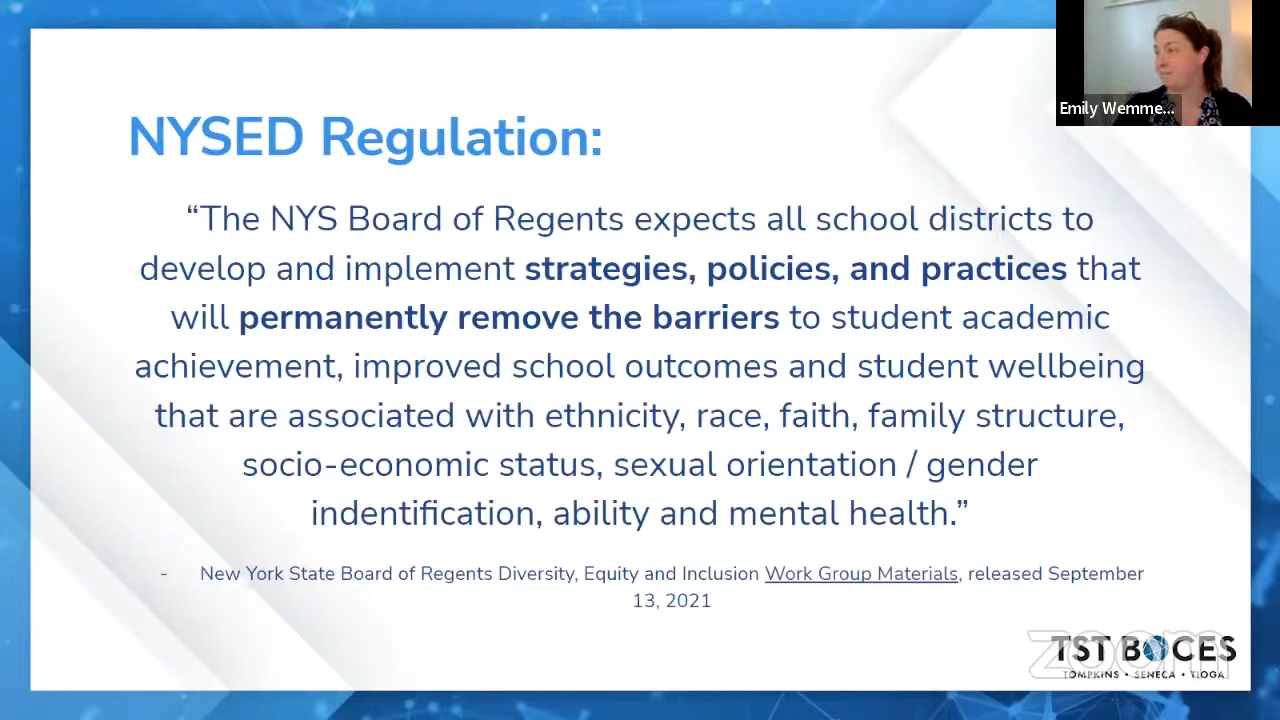 Emily Wemme...
NYSED Regulation:
“The NYS Board of Regents expects all school districts to
develop and implement strategies, policies, and practices that
will permanently remove the barriers to student academic
achievement, improved school outcomes and student wellbeing
that are associated with ethnicity, race, faith, family structure,
socio-economic status, sexual orientation / gender
indentification, ability and mental health.”
- New York State Board of Regents Diversity, Equity and Inclusion Work Group Materials, released September
13, 2021
zoom
TST BOCES
TOMPKINS • SENECA • TIOGA